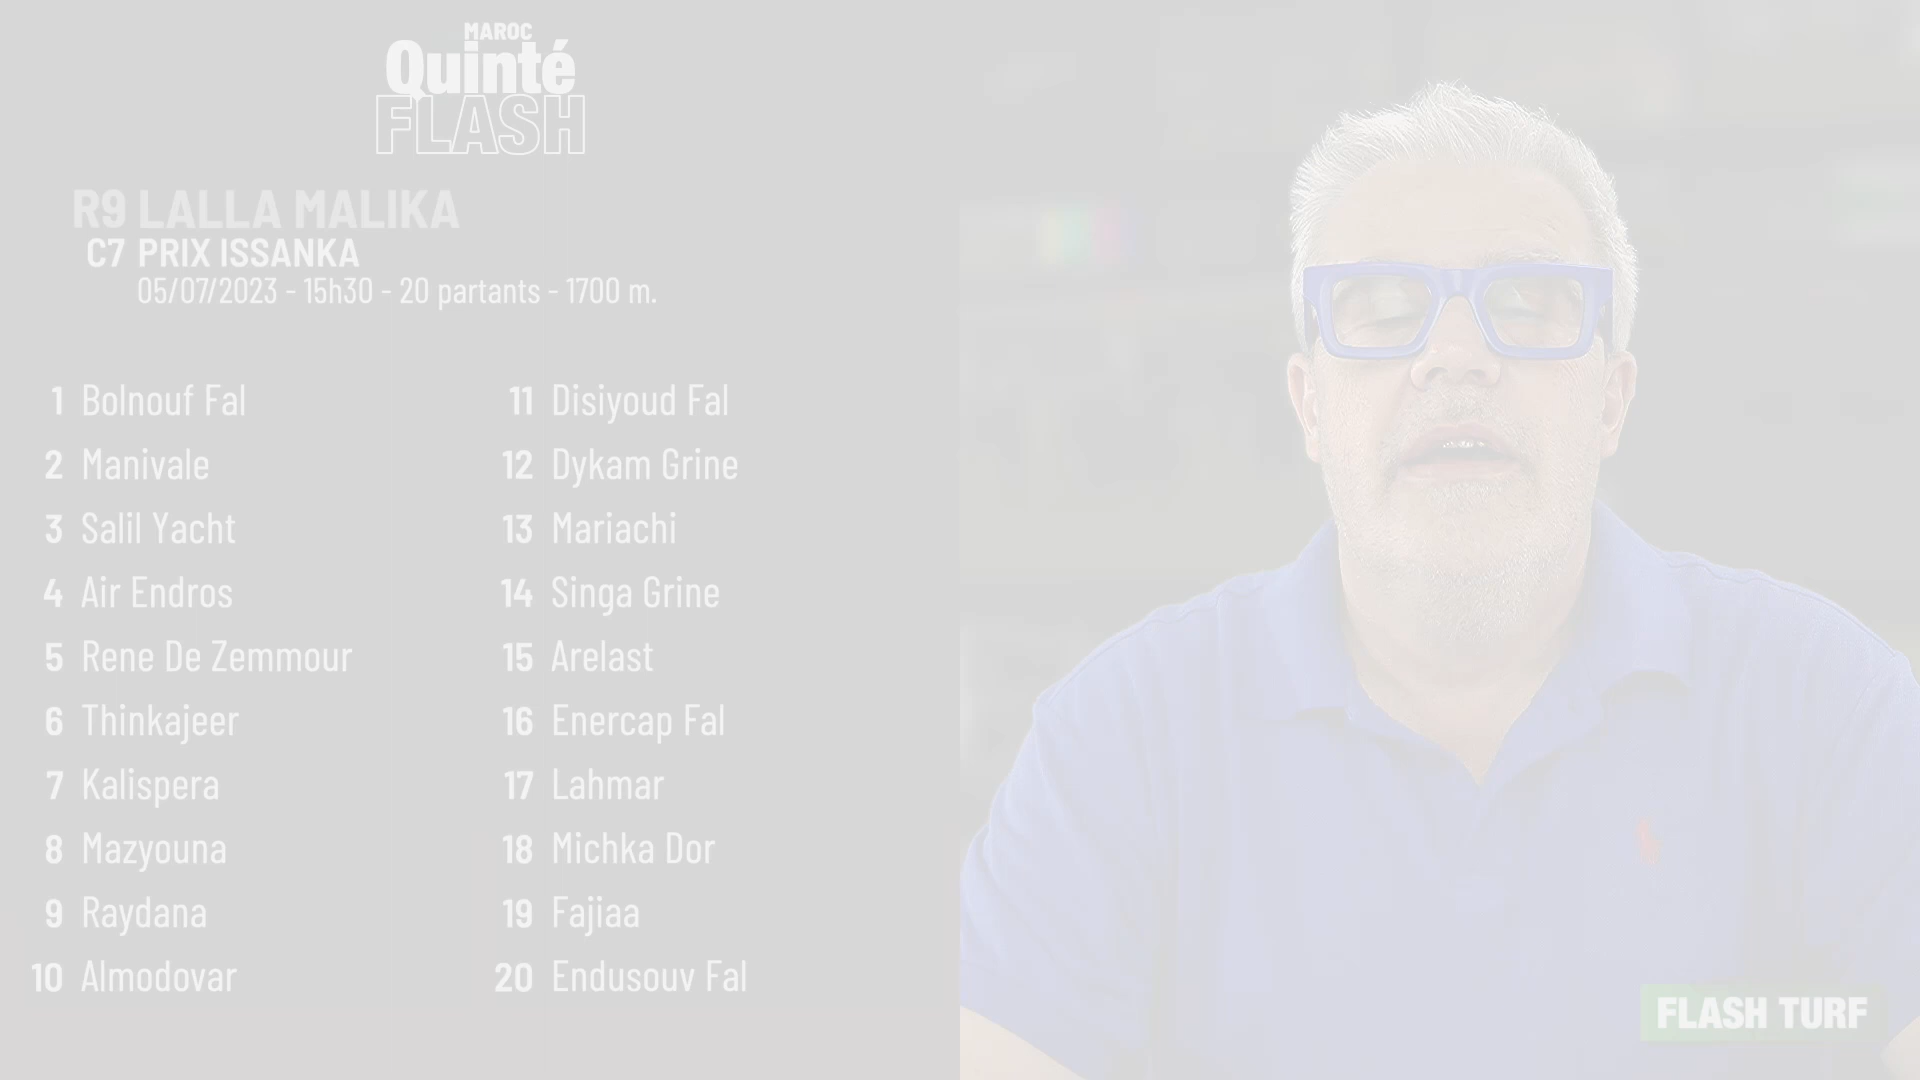 MAROC
Quinté
FLASH
R9 LALLA MALIKA
C7 PRIX ISSANKA
05/07/2023 - 15h30 - 20 partants - 1700 m.
1 Bolnouf Fal
2 Manivale
3 Salil Yacht
4 Air Endros
5 Rene De Zemmour
6 Thinkajeer
7 Kalispera
8 Mazyouna
9 Raydana
10 Almodovar
11 Disiyoud Fal
12 Dykam Grine
13 Mariachi
14 Singa Grine
15 Arelast
16 Enercap Fal
17 Lahmar
18 Michka Dor
19 Fajiaa
20 Endusouv Fal
FLASH TURF